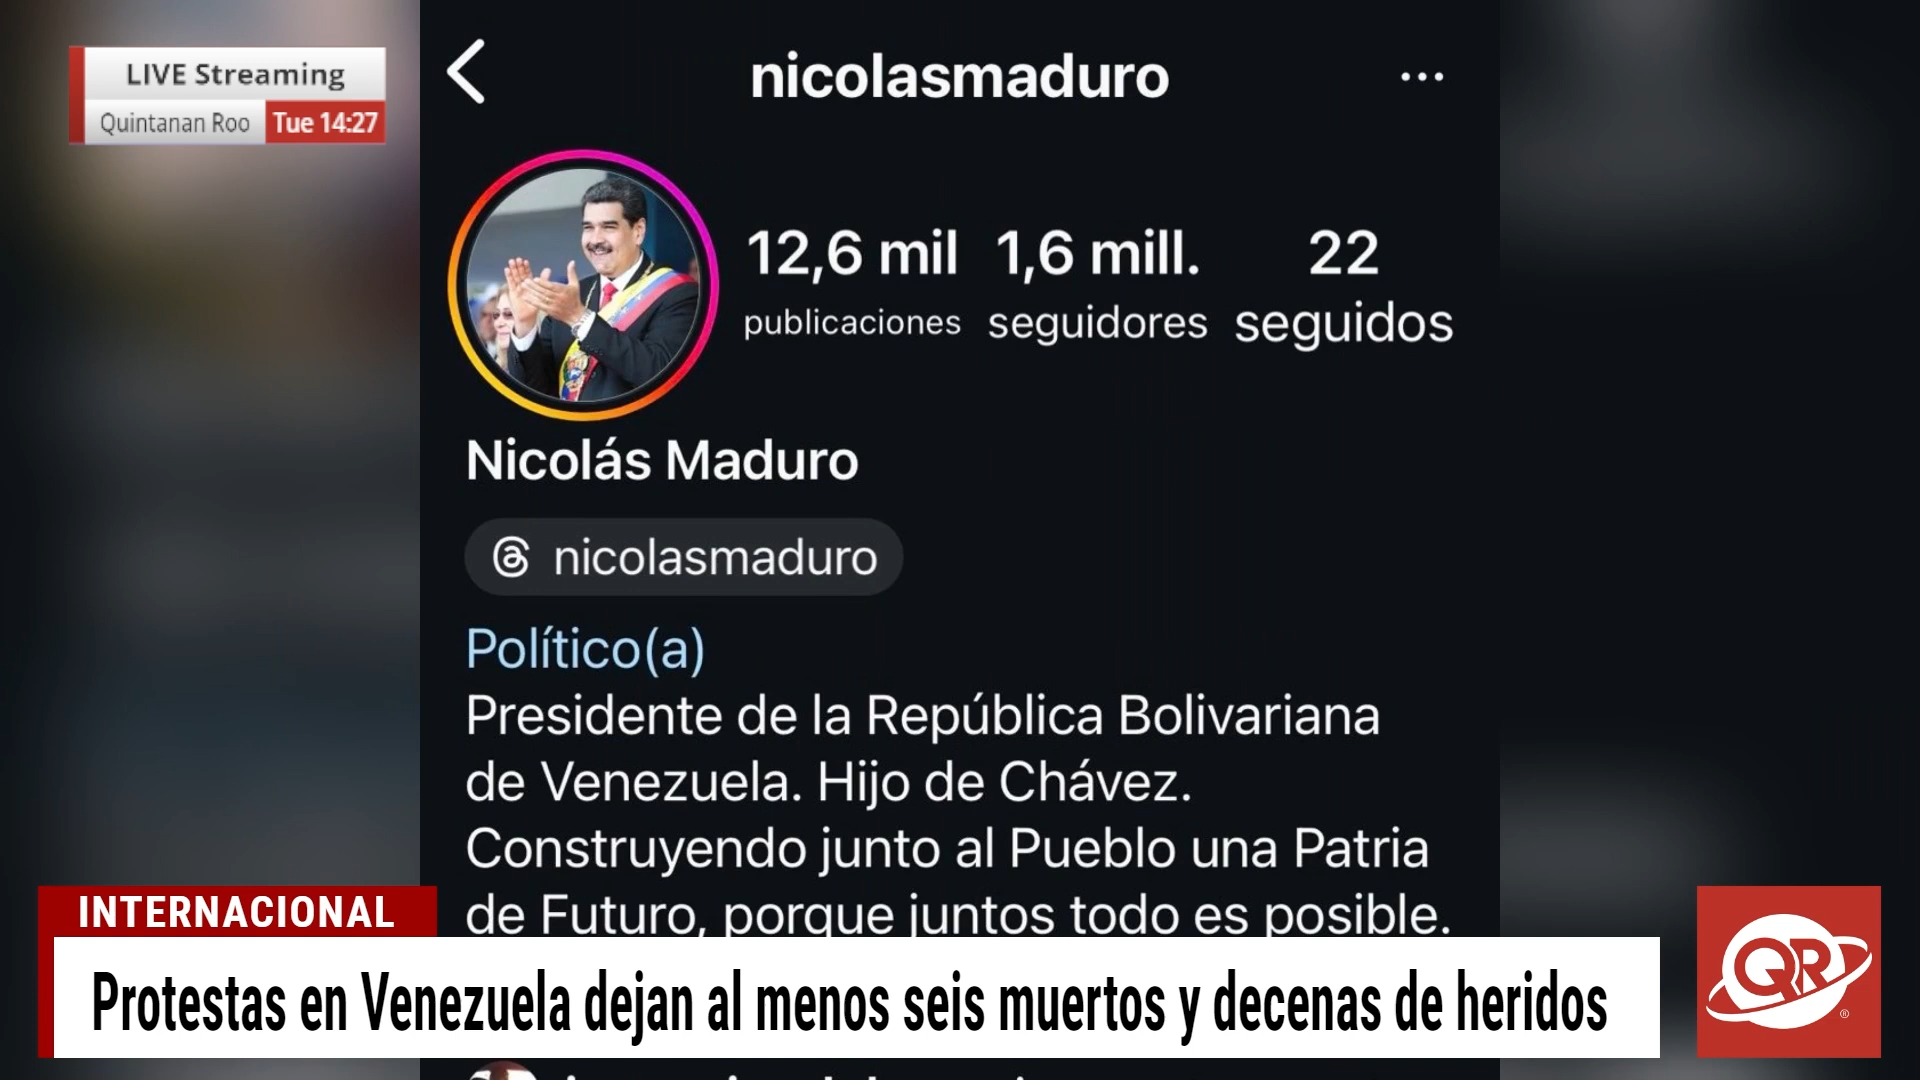 LIVE Streaming
Quintanan Roo Tue 14:27
nicolasmaduro
12,6 mil 1,6 mill. 22
publicaciones seguidores seguidos
Nicolás Maduro
nicolasmaduro
Político(a)
Presidente de la República Bolivariana
de Venezuela. Hijo de Chávez.
Construyendo junto al Pueblo una Patria
de Futuro, porque juntos todo es posible.
INTERNACIONAL
Protestas en Venezuela dejan al menos seis muertos y decenas de heridos
QR
®